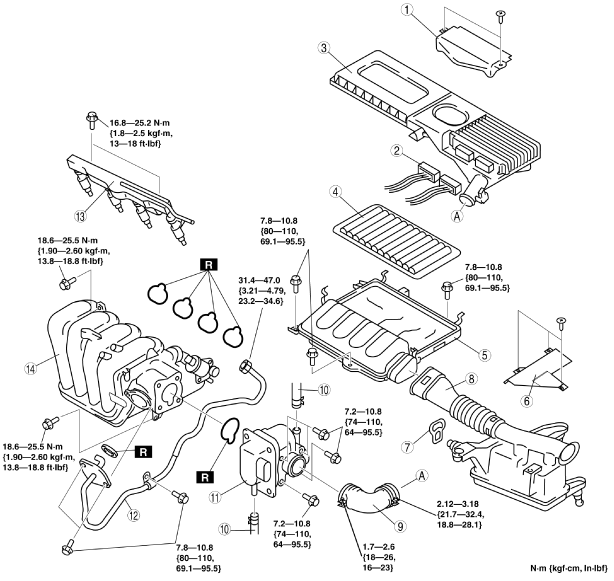 1
3
16.8—25.2 N·m
{1.8—2.5 kgf-m,
13—18 ft-lbf}
2
A
13
4
7.8—10.8
{80—110,
69.1—95.5}
18.6—25.5 N·m
{1.90—2.60 kgf-m,
13.8—18.8 ft-lbf}
R
31.4—47.0
{3.21—4.79,
23.2—34.6}
7.8—10.8
{80—110,
69.1—95.5}
5
14
8
10
6
7.2—10.8
{74—110,
64—95.5}
18.6—25.5 N·m
{1.90—2.60 kgf-m,
13.8—18.8 ft-lbf}
R
R
7
11
A
12
10
9
2.12—3.18
{21.7—32.4,
18.8—28.1}
7.2—10.8
{74—110,
64—95.5}
7.8—10.8
{80—110,
69.1—95.5}
1.7—2.6
{18—26,
16—23}
N·m {kgf-cm, In-lbf}